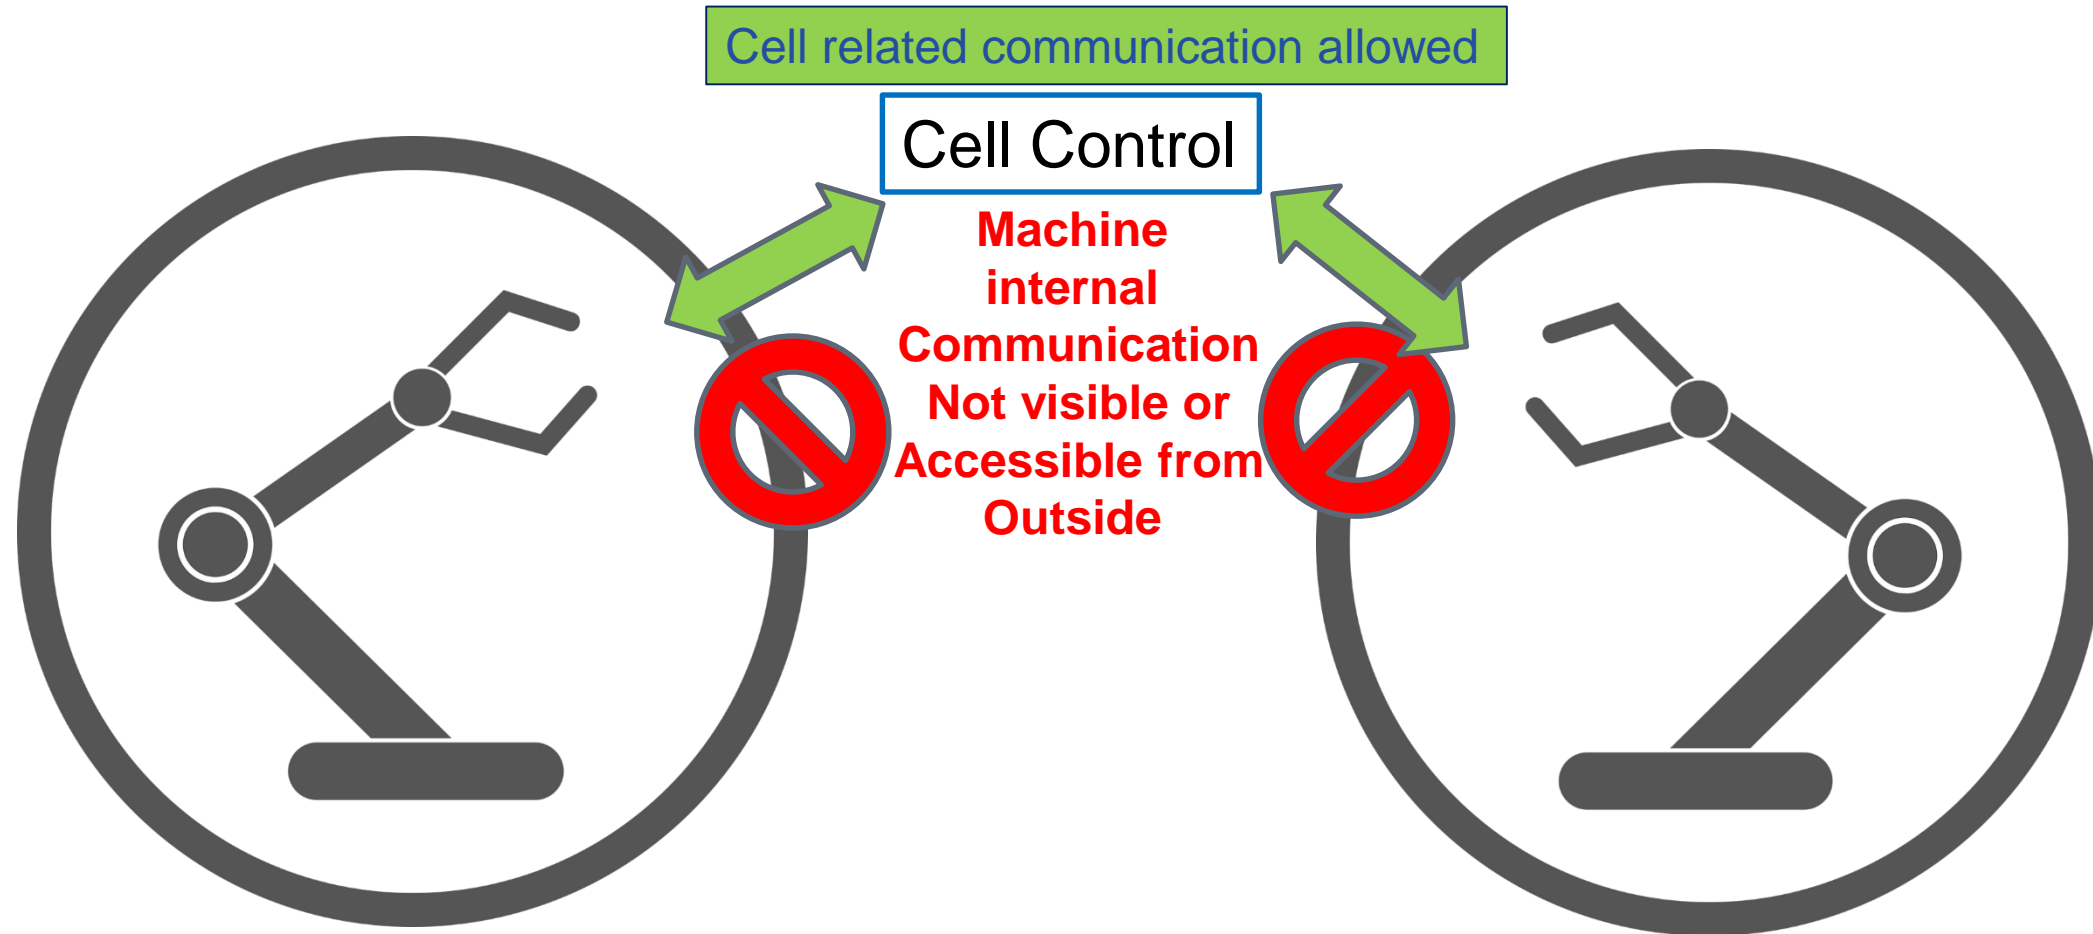 Cell related communication allowed
Cell Control
Machine
internal
Communication
Not visible or
Accessible from
Outside